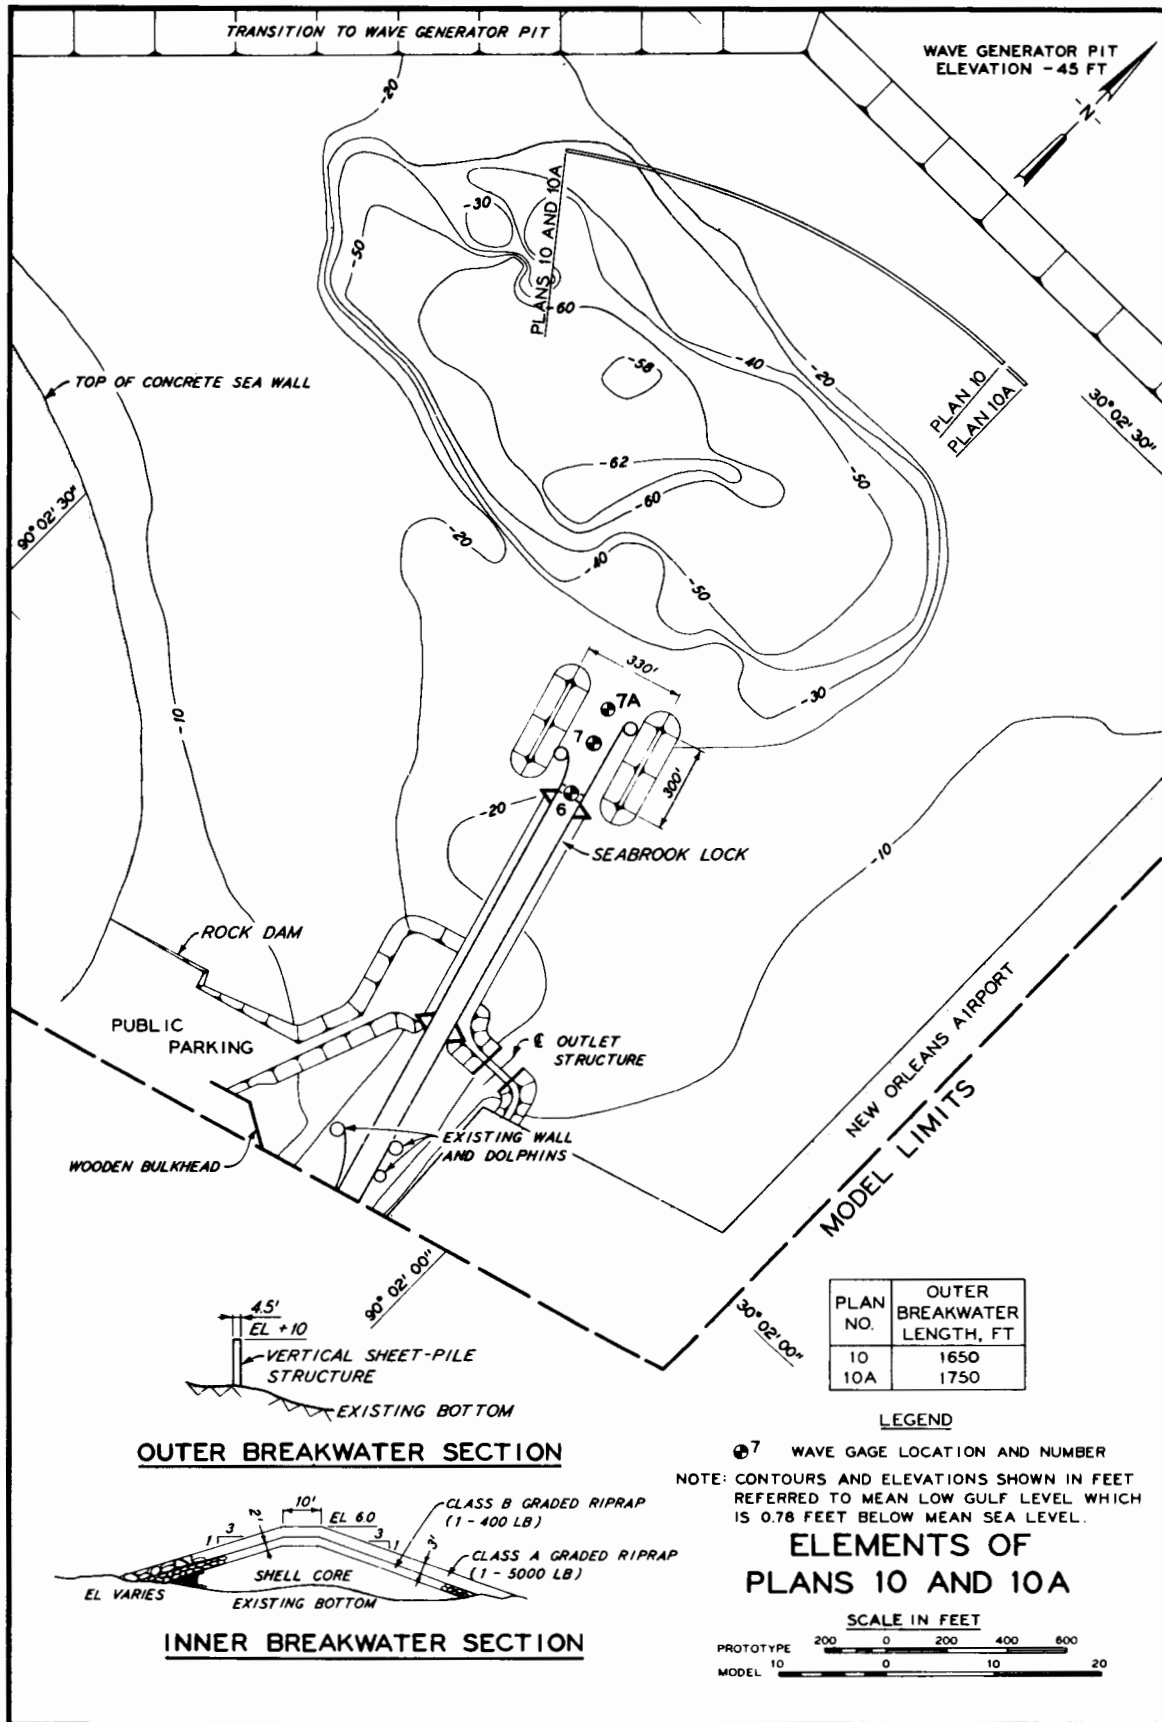 TRANSITION TO WAVE GENERATOR PIT
WAVE GENERATOR PIT
ELEVATION -45 FT
N
-20
-30
-50
PLANS 10 AND 10A
-60
-58
-40
-20
TOP OF CONCRETE SEA WALL
PLAN 10
PLAN 10A
30° 02' 30"
90° 02' 30"
-62
-60
-50
-20
-40
-50
-30
-10
330'
7A
7
300'
6
-20
SEABROOK LOCK
-10
ROCK DAM
PUBLIC
PARKING
℄ OUTLET
STRUCTURE
NEW ORLEANS AIRPORT
MODEL LIMITS
EXISTING WALL
AND DOLPHINS
WOODEN BULKHEAD
90° 02' 00"
30° 02' 00"
4.5'
EL +10
VERTICAL SHEET-PILE
STRUCTURE
EXISTING BOTTOM
OUTER BREAKWATER SECTION
PLAN NO.
OUTER BREAKWATER LENGTH, FT
10 1650
10A 1750
LEGEND
7 WAVE GAGE LOCATION AND NUMBER
NOTE: CONTOURS AND ELEVATIONS SHOWN IN FEET
REFERRED TO MEAN LOW GULF LEVEL WHICH
IS 0.78 FEET BELOW MEAN SEA LEVEL.
10'
EL 6.0
1 3
2'
3 1
3'
CLASS B GRADED RIPRAP
(1 - 400 LB)
CLASS A GRADED RIPRAP
(1 - 5000 LB)
SHELL CORE
EL VARIES
EXISTING BOTTOM
INNER BREAKWATER SECTION
ELEMENTS OF
PLANS 10 AND 10A
SCALE IN FEET
PROTOTYPE 200 0 200 400 600
MODEL 10 0 10 20